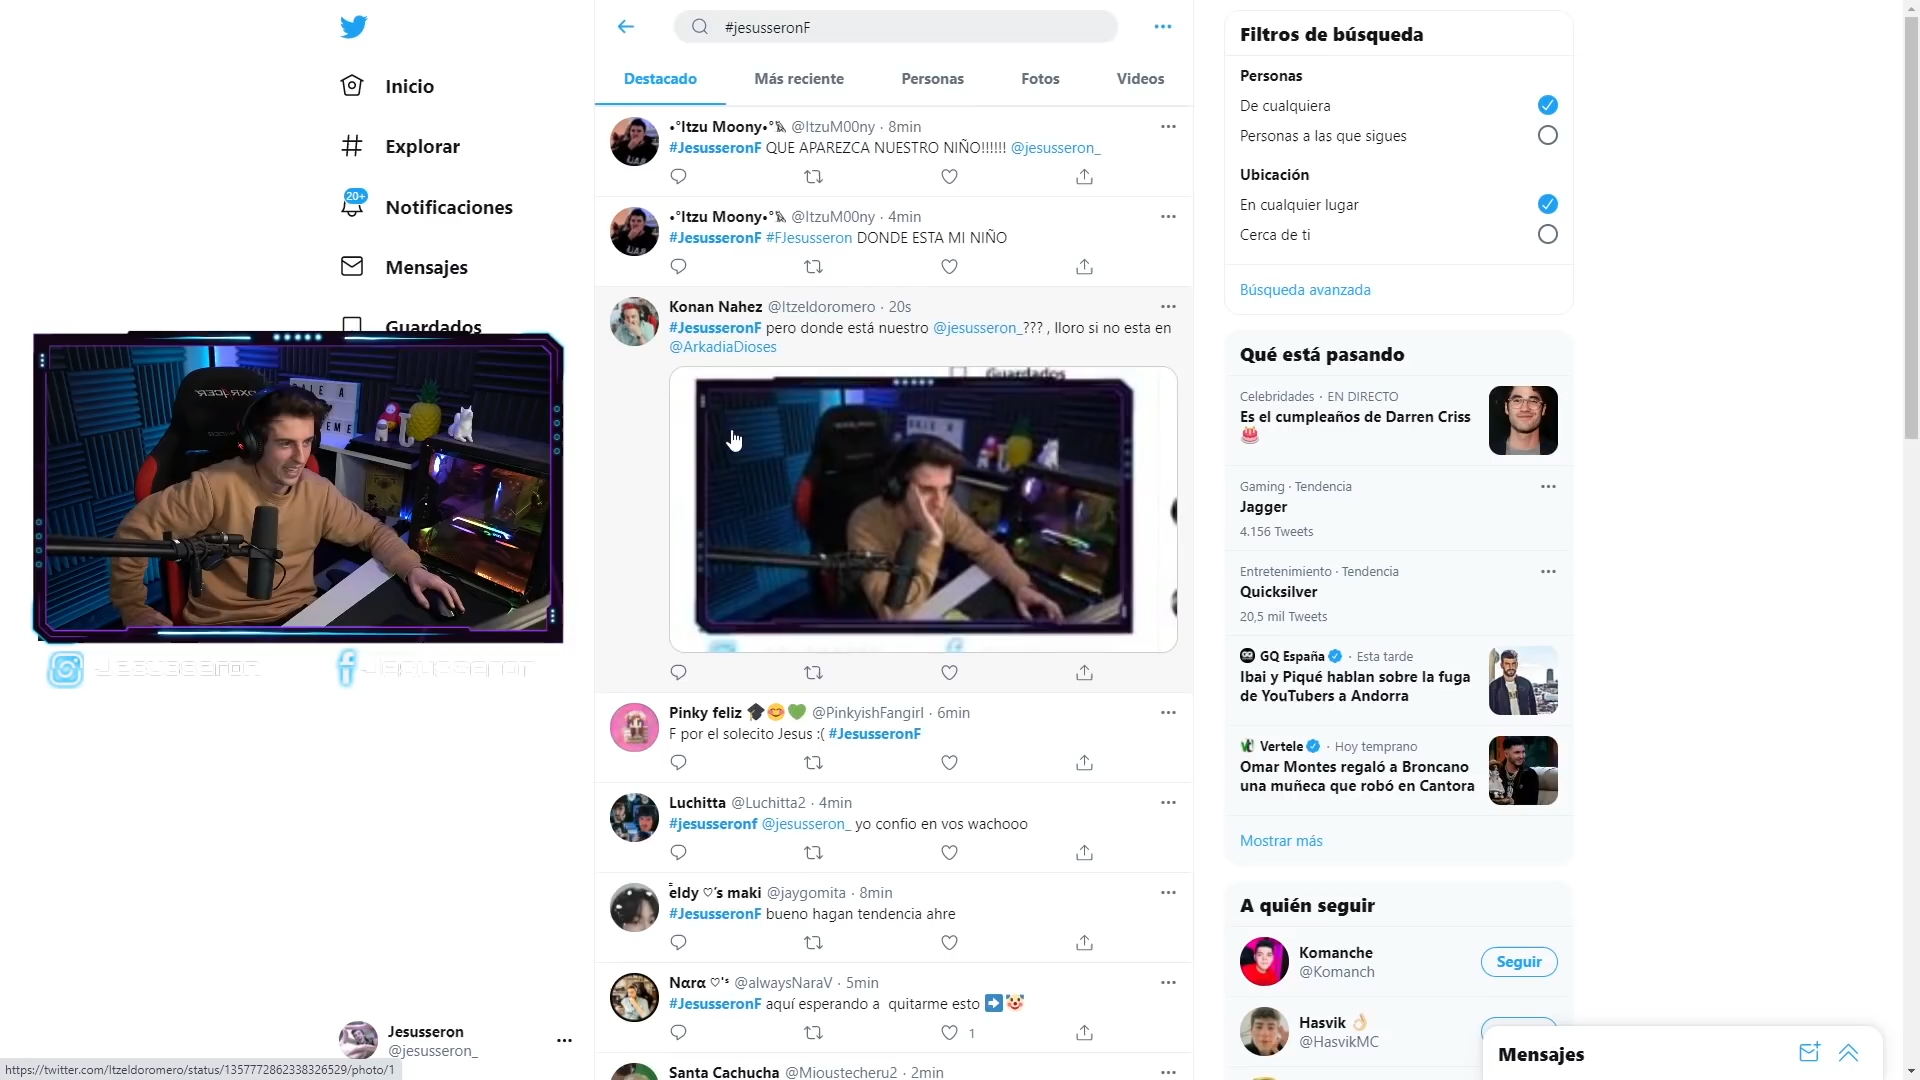 #jesusseronF
Destacado
Más reciente
Personas
Fotos
Videos
Inicio
Explorar
20+
Notificaciones
Mensajes
Guardados
DALE A
EME
Jesusseron
Jesusseron
Jesusseron
@jesusseron_
https://twitter.com/Itzeldoromero/status/1357772862338326529/photo/1
•°Itzu Moony•° @ItzuM00ny · 8min
#JesusseronF QUE APAREZCA NUESTRO NIÑO!!!!!! @jesusseron_
•°Itzu Moony•° @ItzuM00ny · 4min
#JesusseronF #FJesusseron DONDE ESTA MI NIÑO
Konan Nahez @Itzeldoromero · 20s
#JesusseronF pero donde está nuestro @jesusseron_??? , lloro si no esta en
@ArkadiaDioses
Guardados
Pinky feliz 🎓😊💚 @PinkyishFangirl · 6min
F por el solecito Jesus :( #JesusseronF
Luchitta @Luchitta2 · 4min
#jesusseronf @jesusseron_ yo confio en vos wachooo
eldy ♡'s maki @jaygomita · 8min
#JesusseronF bueno hagan tendencia ahre
Nαrα ♡'ˢ @alwaysNaraV · 5min
#JesusseronF aquí esperando a quitarme esto ➡️🤡
1
Santa Cachucha @Mioustecheru2 · 2min
Filtros de búsqueda
Personas
De cualquiera
Personas a las que sigues
Ubicación
En cualquier lugar
Cerca de ti
Búsqueda avanzada
Qué está pasando
Celebridades · EN DIRECTO
Es el cumpleaños de Darren Criss
🎂
Gaming · Tendencia
Jagger
4.156 Tweets
Entretenimiento · Tendencia
Quicksilver
20,5 mil Tweets
GQ España · Esta tarde
Ibai y Piqué hablan sobre la fuga
de YouTubers a Andorra
Vertele · Hoy temprano
Omar Montes regaló a Broncano
una muñeca que robó en Cantora
Mostrar más
A quién seguir
Komanche
@Komanch
Seguir
Hasvik 👌🏻
@HasvikMC
Mensajes